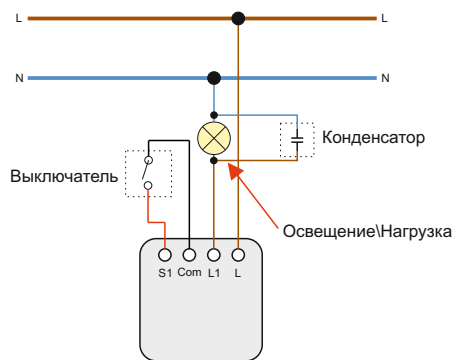 L L
N N
Конденсатор
Выключатель
Освещение\Нагрузка
S1 Com L1 L